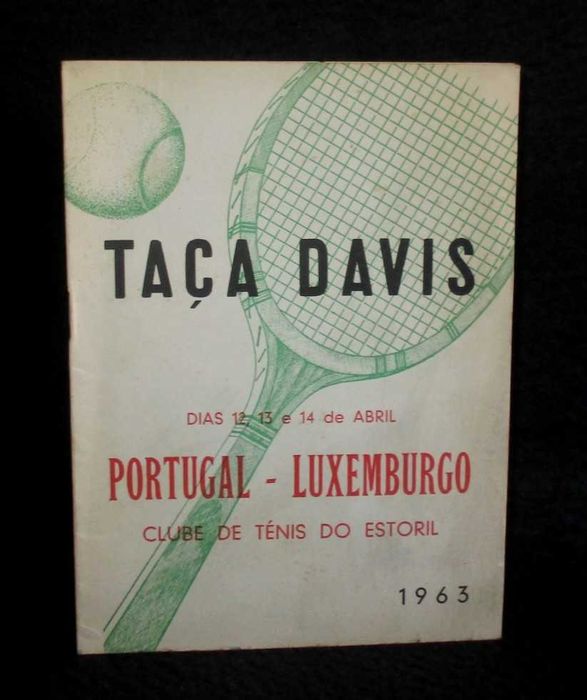 TAÇA DAVIS
DIAS 12, 13 e 14 de ABRIL
PORTUGAL - LUXEMBURGO
CLUBE DE TÉNIS DO ESTORIL
1963